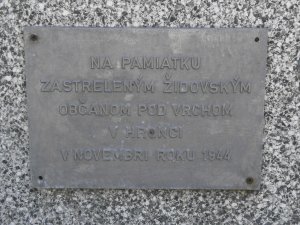 NA PAMIATKU
ZASTRELENÝM ŽIDOVSKÝM
OBČANOM POD VRCHOM
V HRONCI
V NOVEMBRI ROKU 1944